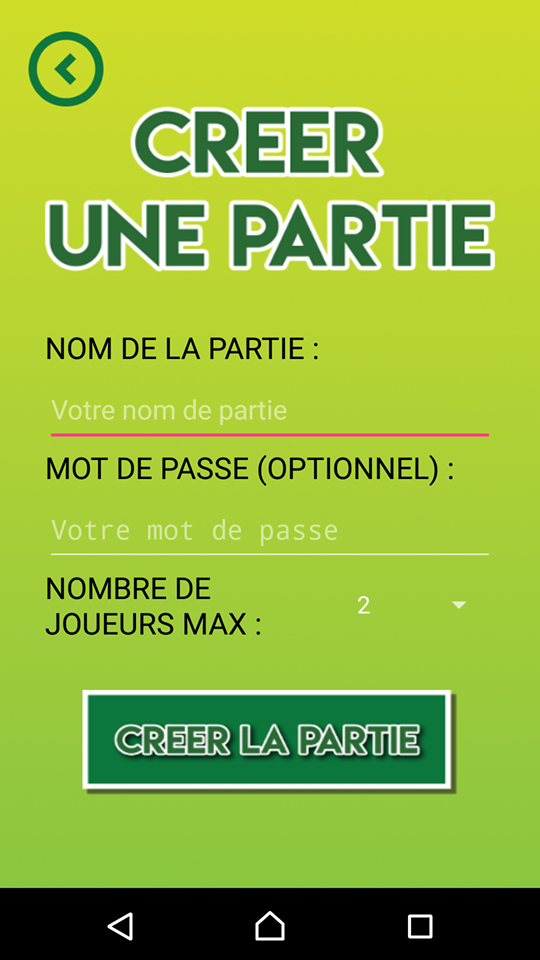 CREER
UNE PARTIE
NOM DE LA PARTIE :
Votre nom de partie
MOT DE PASSE (OPTIONNEL) :
Votre mot de passe
NOMBRE DE
JOUEURS MAX :
2
CREER LA PARTIE